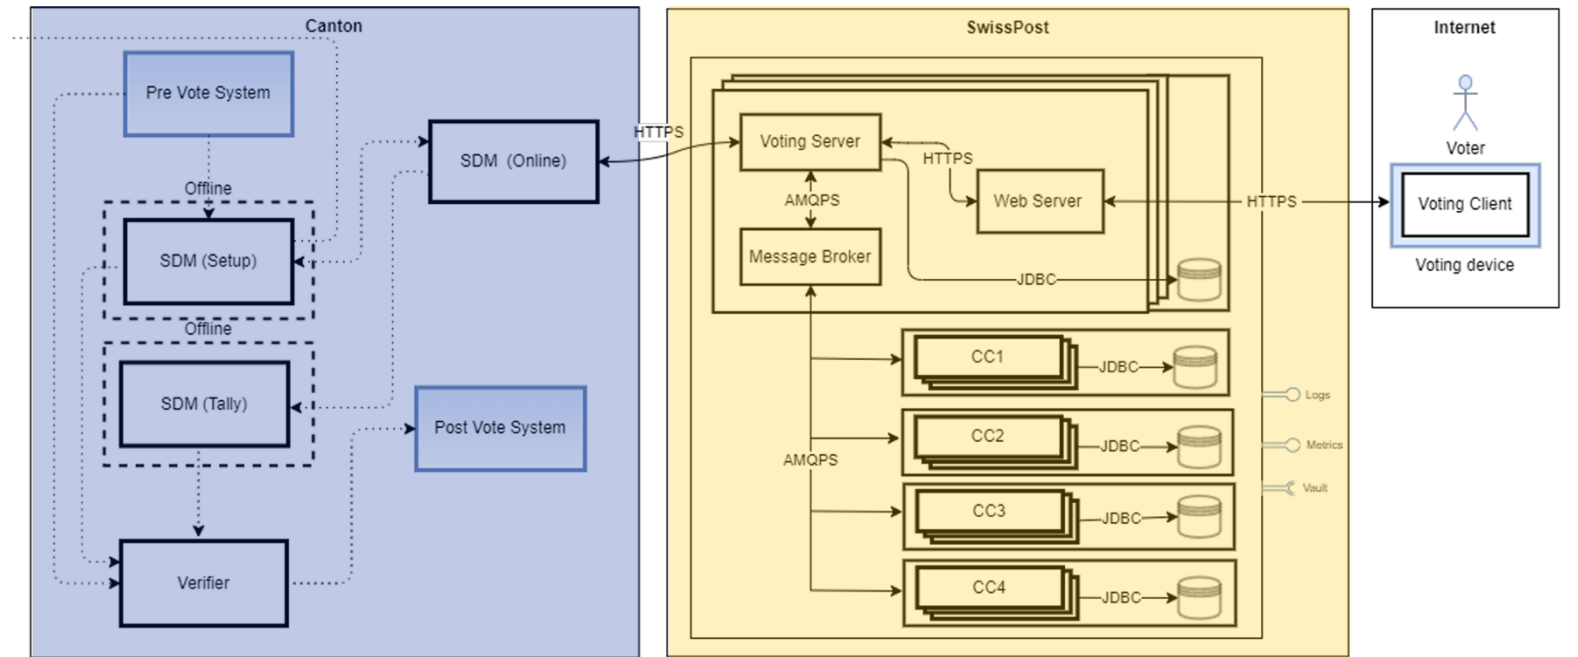 Canton
Pre Vote System
Offline
SDM (Setup)
Offline
SDM (Tally)
Verifier
SDM (Online)
Post Vote System
HTTPS
SwissPost
Voting Server
HTTPS
AMQPS
Web Server
Message Broker
JDBC
CC1
JDBC
CC2
JDBC
AMQPS
CC3
JDBC
CC4
JDBC
HTTPS
Logs
Metrics
Vault
Internet
Voter
Voting Client
Voting device